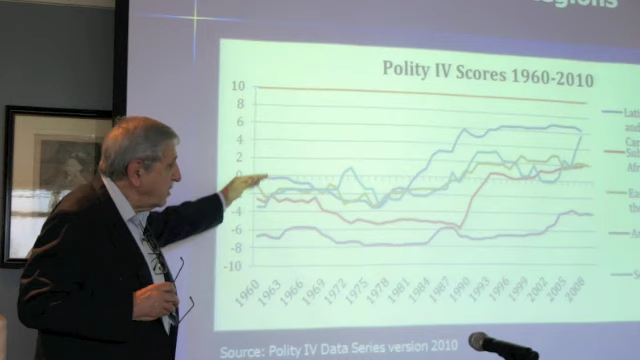 Polity IV Scores 1960-2010
10
8
6
4
2
0
-4
-6
-8
-10
1960 1963 1966 1969 1972 1975 1978 1981 1984 1987 1990 1993 1996 1999 2002 2005 2008
and
Source: Polity IV Data Series version 2010